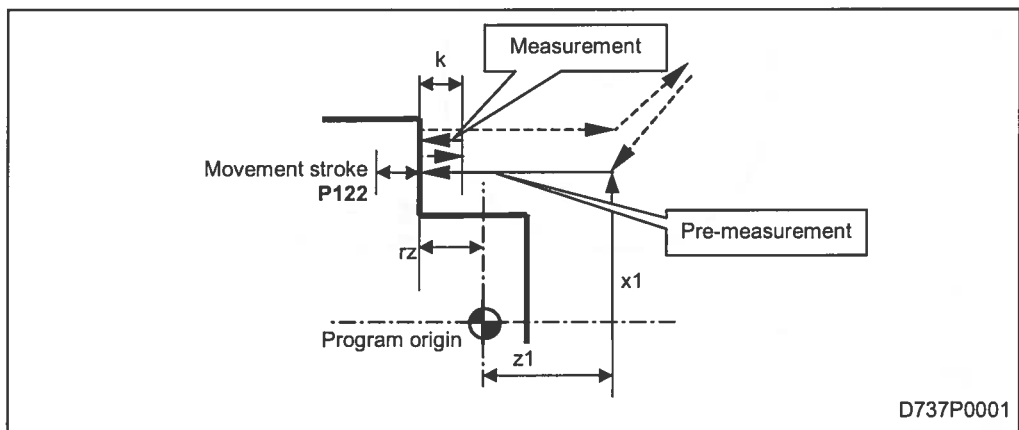 Measurement
k
Movement stroke
P122
Pre-measurement
rz
x1
Program origin
z1
D737P0001